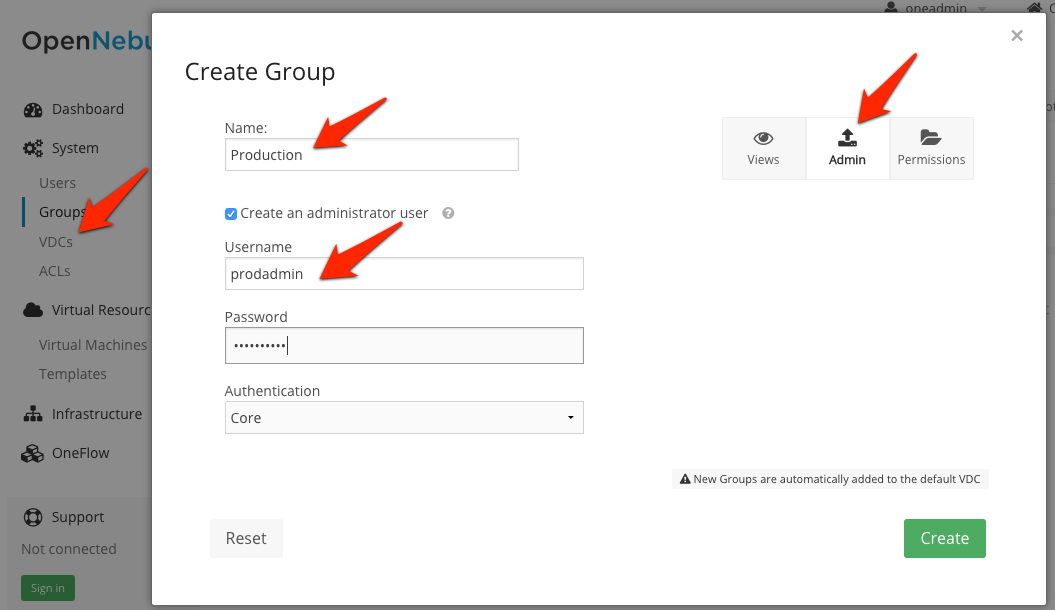 oneadmin
OpenNebu
Create Group
Dashboard
System
Users
Groups
VDCs
ACLs
Virtual Resourc
Virtual Machines
Templates
Infrastructure
OneFlow
Support
Not connected
Sign in
Name:
Production
Views
Admin
Permissions
Create an administrator user
Username
prodadmin
Password
••••••••••
Authentication
Core
New Groups are automatically added to the default VDC
Reset
Create